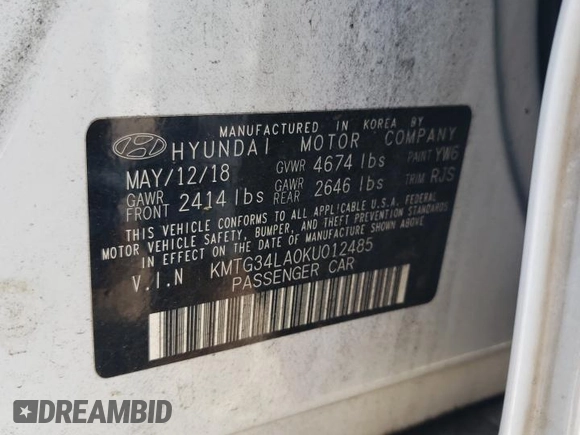 MANUFACTURED IN KOREA BY
HYUNDAI MOTOR COMPANY
MAY/12/18 GVWR 4674 lbs PAINT YW6
GAWR FRONT 2414 lbs GAWR REAR 2646 lbs TRIM RJS
THIS VEHICLE CONFORMS TO ALL APPLICABLE U.S.A. FEDERAL
MOTOR VEHICLE SAFETY, BUMPER, AND THEFT PREVENTION STANDARDS
IN EFFECT ON THE DATE OF MANUFACTURE SHOWN ABOVE
V.I.N KMTG34LA0KU012485
PASSENGER CAR
DREAMBID